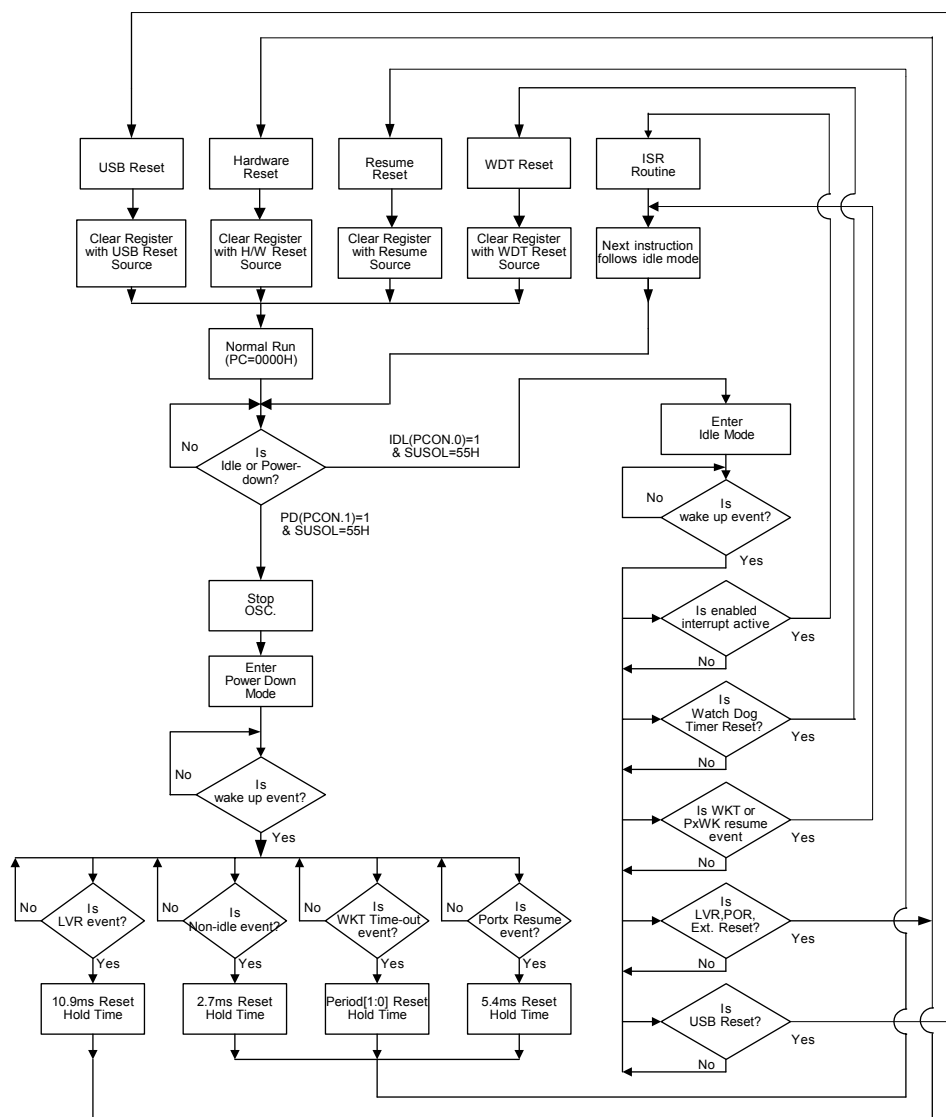 USB Reset
Hardware
Reset
Resume
Reset
WDT Reset
ISR
Routine
Clear Register
with USB Reset
Source
Clear Register
with H/W Reset
Source
Clear Register
with Resume
Source
Clear Register
with WDT Reset
Source
Next instruction
follows idle mode
Normal Run
(PC=0000H)
No
Is
Idle or Power-
down?
IDL(PCON.0)=1
& SUSOL=55H
PD(PCON.1)=1
& SUSOL=55H
Enter
Idle Mode
No
Is
wake up event?
Yes
Stop
OSC.
Enter
Power Down
Mode
No
Is
wake up event?
Yes
Is enabled
interrupt active
Yes
No
Is
Watch Dog
Timer Reset?
Yes
No
Is WKT or
PxWK resume
event
Yes
No
Is
LVR,POR,
Ext. Reset?
Yes
No
Is
USB Reset?
Yes
No
No
Is
LVR event?
Yes
No
Is
Non-idle event?
Yes
No
Is
WKT Time-out
event?
Yes
No
Is
Portx Resume
event?
Yes
10.9ms Reset
Hold Time
2.7ms Reset
Hold Time
Period[1:0] Reset
Hold Time
5.4ms Reset
Hold Time